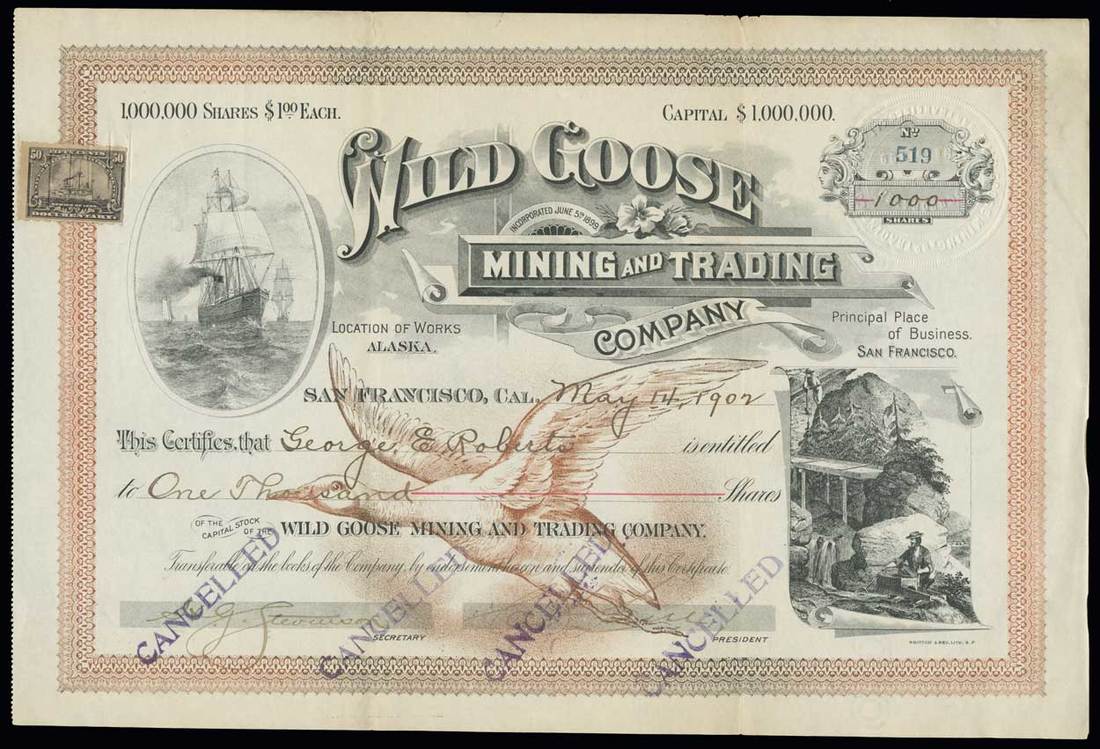 1,000,000 SHARES $1.00 EACH.
CAPITAL $1,000,000.
50 50
DOCUMENTARY
No
519
1000
SHARES
WILD GOOSE
INCORPORATED JUNE 5TH 1899
MINING AND TRADING
COMPANY
LOCATION OF WORKS
ALASKA.
Principal Place
of Business.
SAN FRANCISCO.
SAN FRANCISCO, CAL. May 14, 1902
This Certifies, that George E. Roberts is entitled
to One Thousand Shares
OF THE CAPITAL STOCK OF THE WILD GOOSE MINING AND TRADING COMPANY.
Transferable on the books of the Company, by endorsement hereon and surrender of this Certificate.
SECRETARY
PRESIDENT
CANCELLED
CANCELLED
CANCELLED
CANCELLED